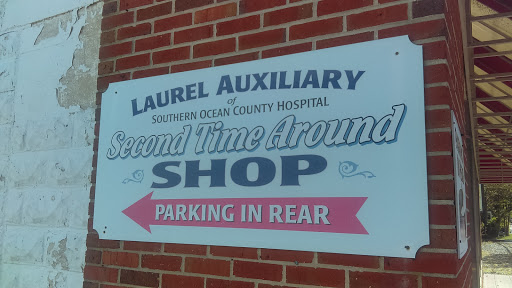 LAUREL AUXILIARY
of
SOUTHERN OCEAN COUNTY HOSPITAL
Second Time Around
SHOP
PARKING IN REAR